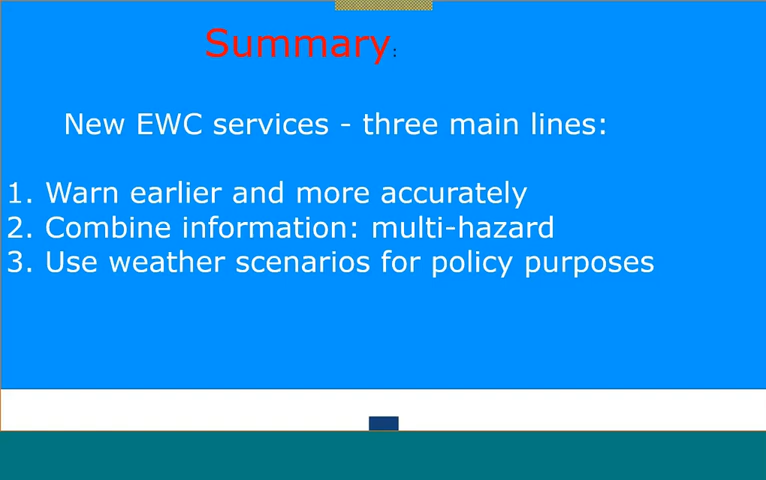 Summary:
New EWC services - three main lines:
1. Warn earlier and more accurately
2. Combine information: multi-hazard
3. Use weather scenarios for policy purposes